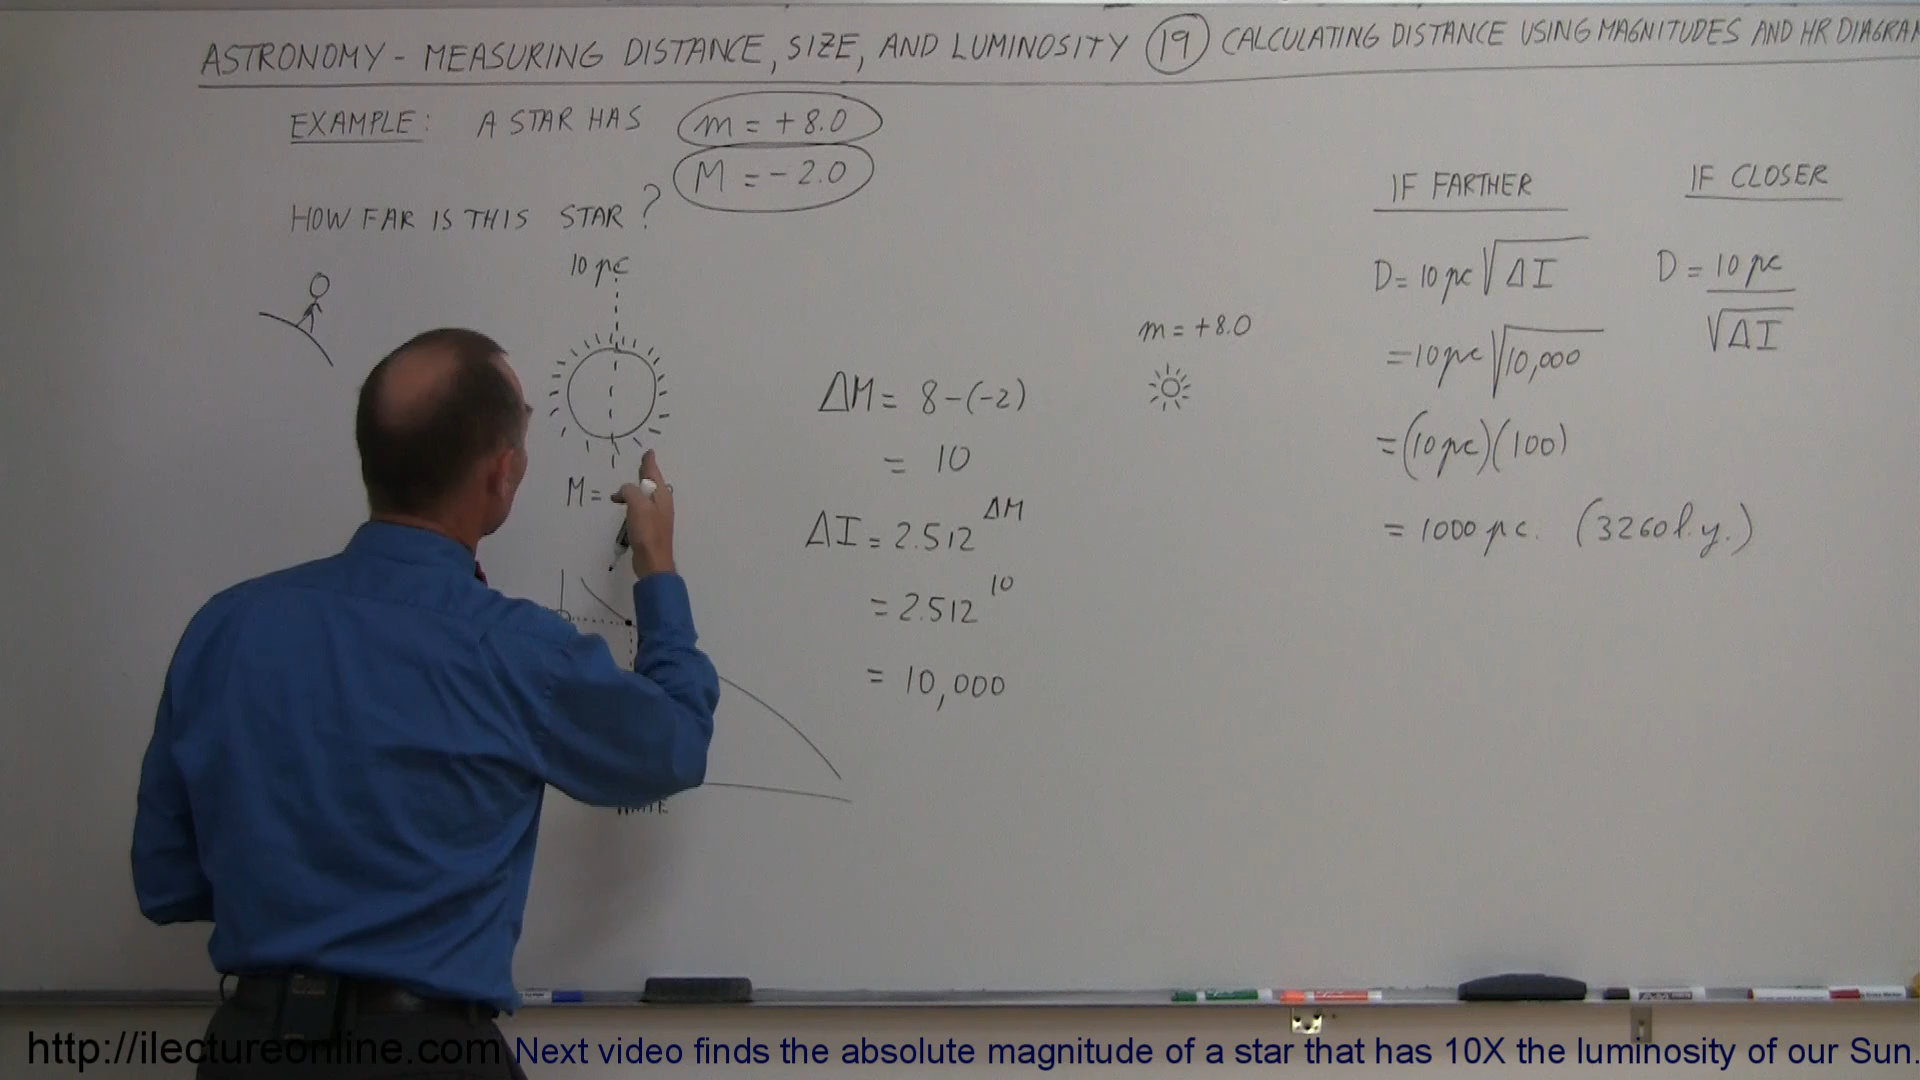 ASTRONOMY - MEASURING DISTANCE, SIZE, AND LUMINOSITY 19 CALCULATING DISTANCE USING MAGNITUDES AND HR DIAGRAM
EXAMPLE: A STAR HAS m = +8.0
M = -2.0
HOW FAR IS THIS STAR?
10 pc
M =
ΔM = 8-(-2)
= 10
ΔI = 2.512^ΔM
= 2.512^10
= 10,000
m = +8.0
IF FARTHER
D = 10 pc √ΔI
= 10 pc √10,000
= (10 pc)(100)
= 1000 pc. (3260 l.y.)
IF CLOSER
D = 10 pc / √ΔI
http://ilectureonline.com Next video finds the absolute magnitude of a star that has 10X the luminosity of our Sun.